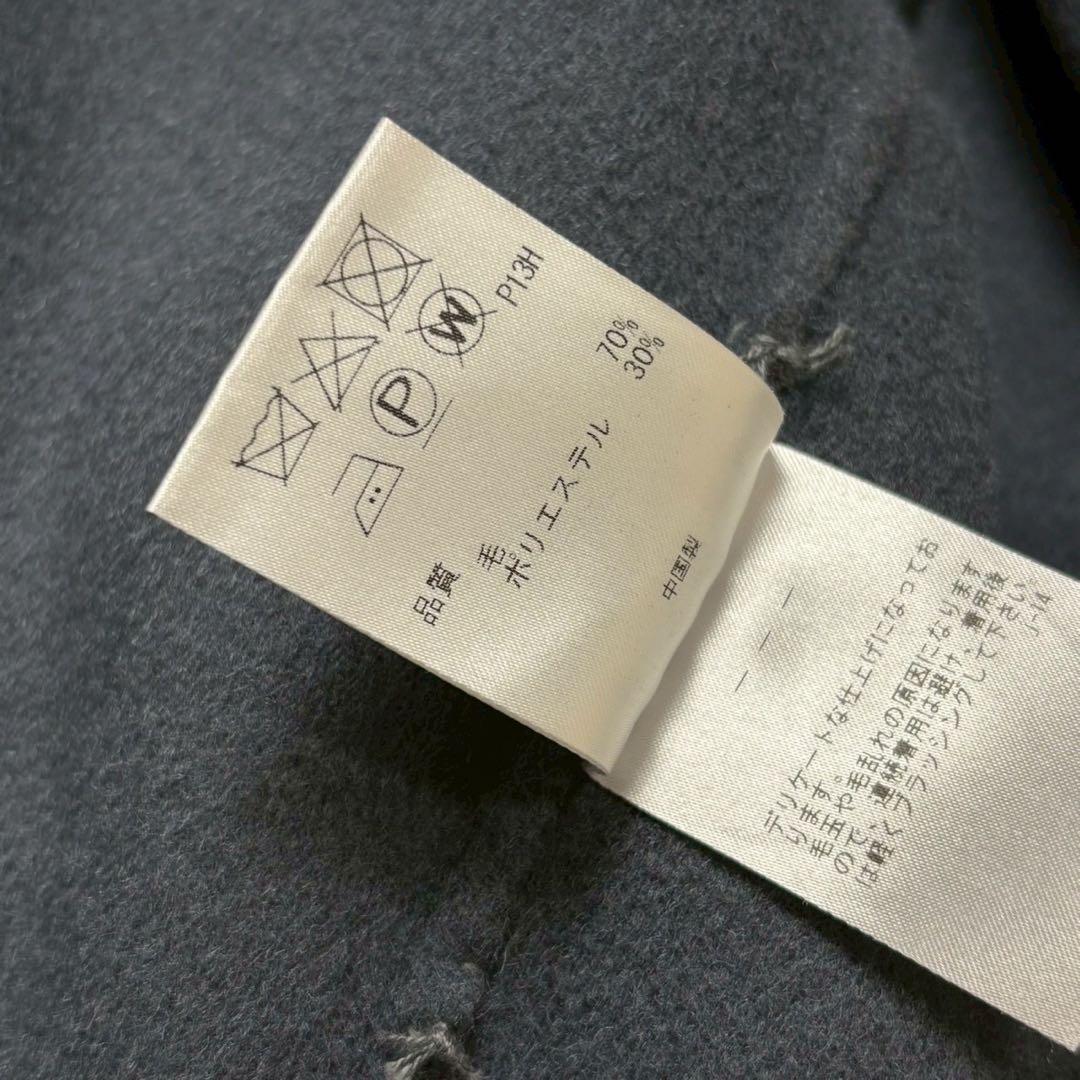 P13H
品質
毛 70%
ポリエステル 30%
中国製
デリケートな仕上げになってお
ります。
毛玉や毛乱れの原因になります
ので、連続着用は避け、着用後
は軽くブラッシングして下さい。
J-14